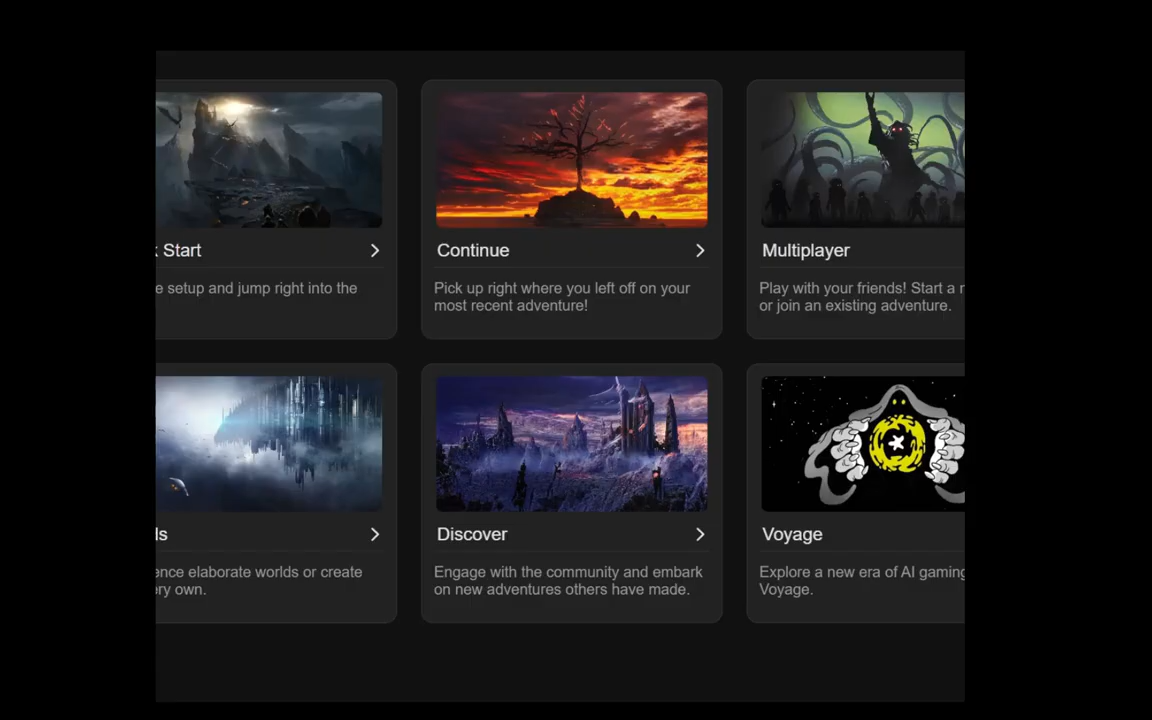 Start
Continue
Multiplayer
setup and jump right into the
Pick up right where you left off on your
most recent adventure!
Play with your friends! Start a
or join an existing adventure.
Discover
Voyage
elaborate worlds or create
own.
Engage with the community and embark
on new adventures others have made.
Explore a new era of AI gaming
Voyage.